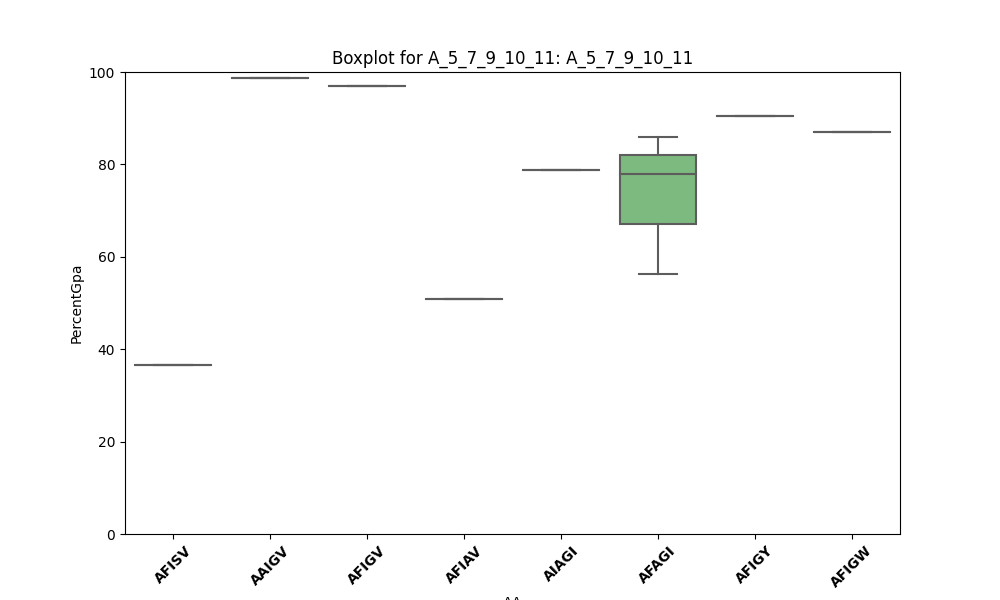 Boxplot for A_5_7_9_10_11: A_5_7_9_10_11
PercentGpa
100
80
60
40
20
0
AFISV
AAIGV
AFIGV
AFIAV
AIAGI
AFAGI
AFIGY
AFIGW